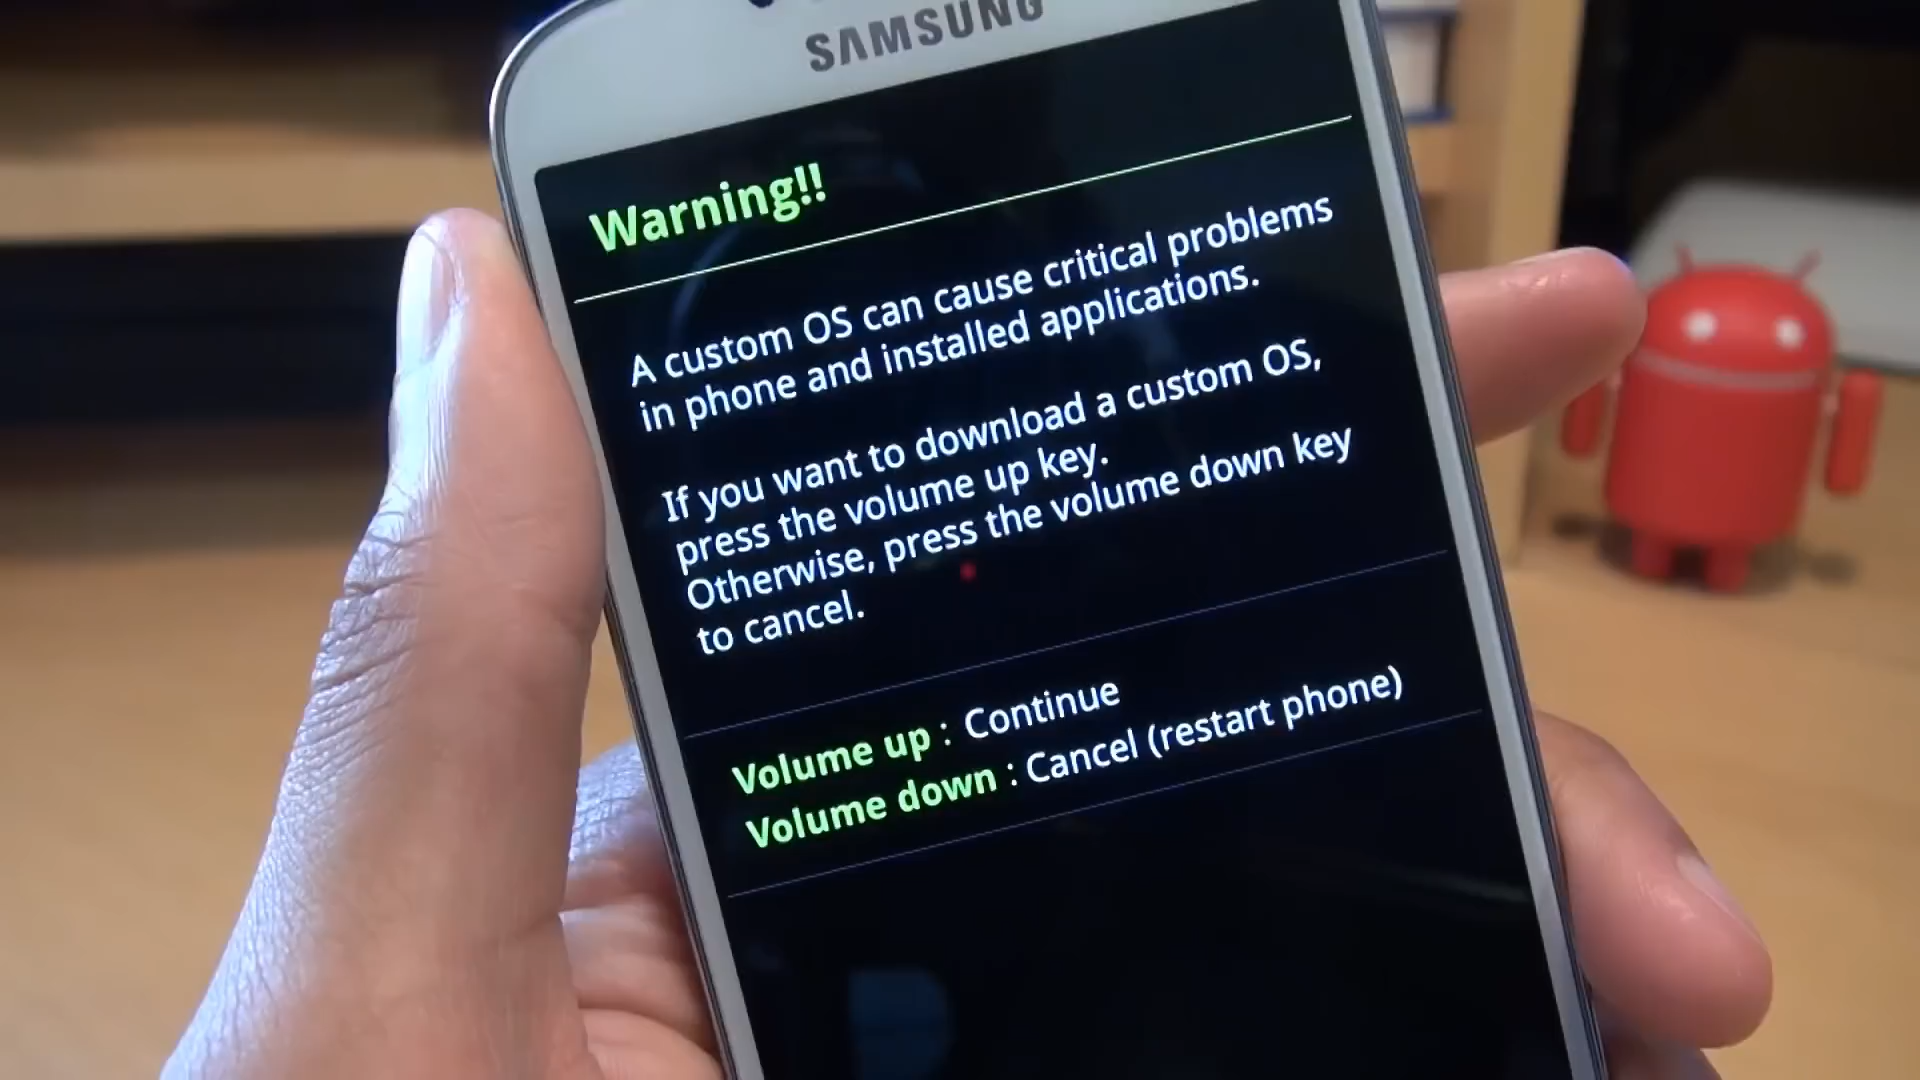 SAMSUNG
Warning!!
A custom OS can cause critical problems
in phone and installed applications.
If you want to download a custom OS,
press the volume up key.
Otherwise, press the volume down key
to cancel.
Volume up : Continue
Volume down : Cancel (restart phone)